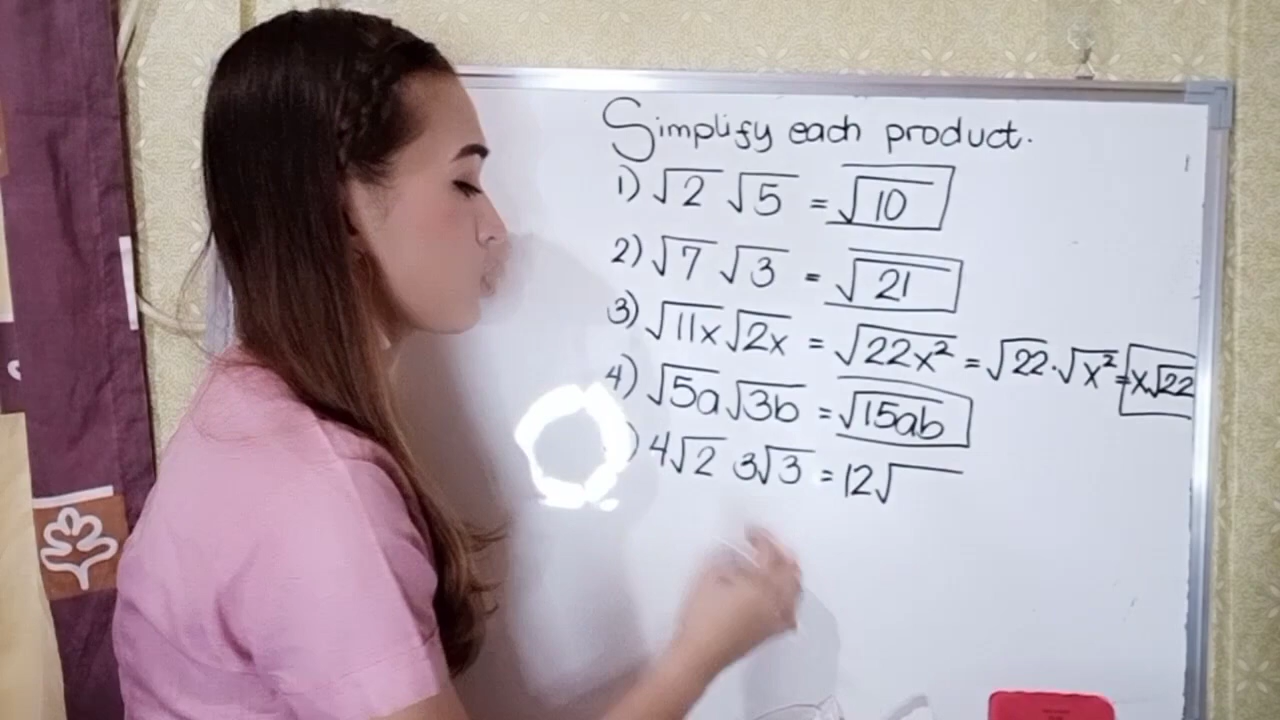 Simplify each product.
1) √2 √5 = √10
2) √7 √3 = √21
3) √11x √2x = √22x² = √22 · √x² = x√22
4) √5a √3b = √15ab
) 4√2 3√3 = 12√